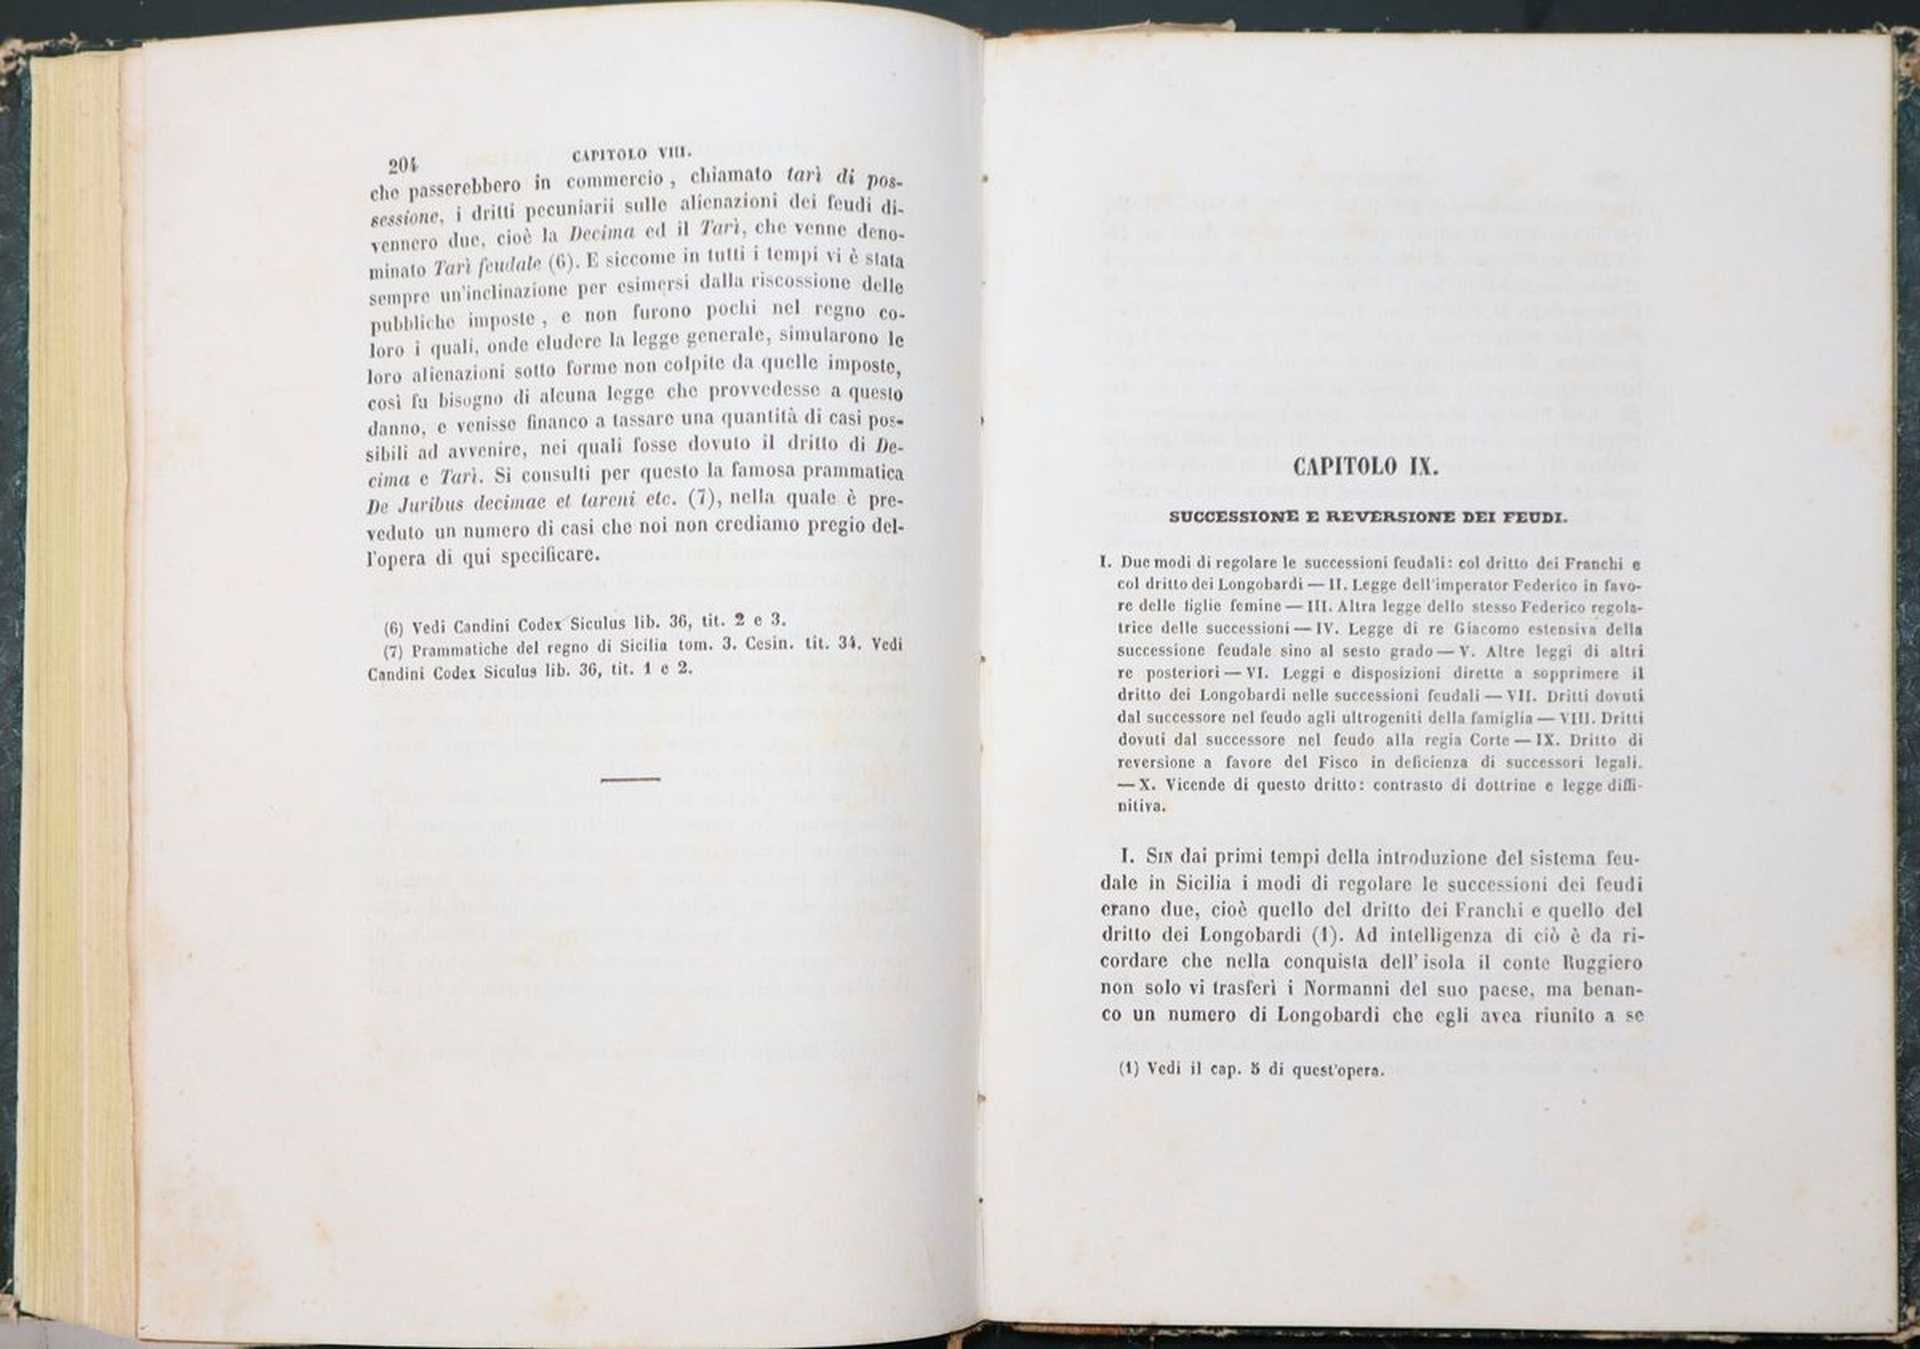 204
CAPITOLO VIII.
che passerebbero in commercio, chiamato tarì di pos-
sessione, i dritti pecuniarii sulle alienazioni dei feudi di-
vennero due, cioè la Decima ed il Tarì, che venne deno-
minato Tarì feudale (6). E siccome in tutti i tempi vi è stata
sempre un'inclinazione per esimersi dalla riscossione delle
pubbliche imposte, e non furono pochi nel regno co-
loro i quali, onde eludere la legge generale, simularono le
loro alienazioni sotto forme non colpite da quelle imposte,
così fu bisogno di alcuna legge che provvedesse a questo
danno, e venisse financo a tassare una quantità di casi pos-
sibili ad avvenire, nei quali fosse dovuto il dritto di De-
cima e Tarì. Si consulti per questo la famosa prammatica
De Juribus decimae et tareni etc. (7), nella quale è pre-
veduto un numero di casi che noi non crediamo pregio del-
l'opera di qui specificare.
(6) Vedi Candini Codex Siculus lib. 36, tit. 2 e 3.
(7) Prammatiche del regno di Sicilia tom. 3. Cesin. tit. 34. Vedi
Candini Codex Siculus lib. 36, tit. 1 e 2.
CAPITOLO IX.
SUCCESSIONE E REVERSIONE DEI FEUDI.
I. Due modi di regolare le successioni feudali: col dritto dei Franchi e
col dritto dei Longobardi — II. Legge dell'imperator Federico in favo-
re delle figlie femine — III. Altra legge dello stesso Federico regola-
trice delle successioni — IV. Legge di re Giacomo estensiva della
successione feudale sino al sesto grado — V. Altre leggi di altri
re posteriori — VI. Leggi e disposizioni dirette a sopprimere il
dritto dei Longobardi nelle successioni feudali — VII. Dritti dovuti
dal successore nel feudo agli ultrogeniti della famiglia — VIII. Dritti
dovuti dal successore nel feudo alla regia Corte — IX. Dritto di
reversione a favore del Fisco in deficienza di successori legali.
— X. Vicende di questo dritto: contrasto di dottrine e legge diffi-
nitiva.
I. SIN dai primi tempi della introduzione del sistema feu-
dale in Sicilia i modi di regolare le successioni dei feudi
erano due, cioè quello del dritto dei Franchi e quello del
dritto dei Longobardi (1). Ad intelligenza di ciò è da ri-
cordare che nella conquista dell'isola il conte Ruggiero
non solo vi trasferì i Normanni del suo paese, ma benan-
co un numero di Longobardi che egli avea riunito a se
(1) Vedi il cap. 5 di quest'opera.